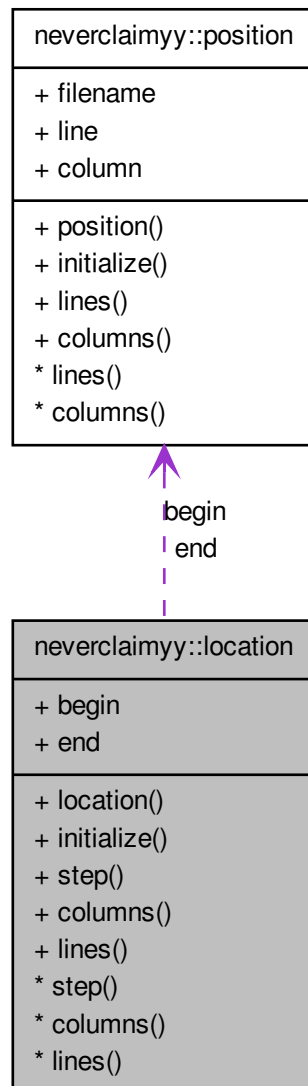 neverclaimyy::position
+ filename
+ line
+ column
+ position()
+ initialize()
+ lines()
+ columns()
* lines()
* columns()
begin
end
neverclaimyy::location
+ begin
+ end
+ location()
+ initialize()
+ step()
+ columns()
+ lines()
* step()
* columns()
* lines()